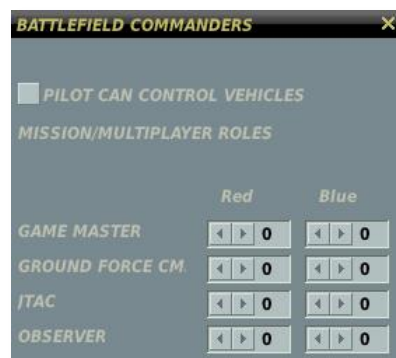 BATTLEFIELD COMMANDERS
PILOT CAN CONTROL VEHICLES
MISSION/MULTIPLAYER ROLES
Red Blue
GAME MASTER 0 0
GROUND FORCE CM. 0 0
JTAC 0 0
OBSERVER 0 0